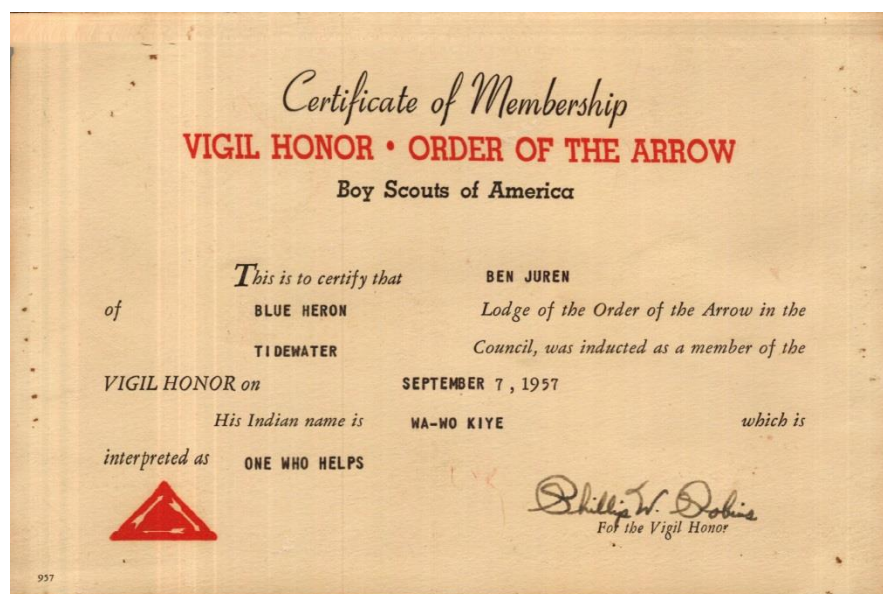 Certificate of Membership
VIGIL HONOR • ORDER OF THE ARROW
Boy Scouts of America
This is to certify that BEN JUREN
of BLUE HERON Lodge of the Order of the Arrow in the
TIDEWATER Council, was inducted as a member of the
VIGIL HONOR on SEPTEMBER 7, 1957
His Indian name is WA-WO KIYE which is
interpreted as ONE WHO HELPS
Phillip W. Robins
For the Vigil Honor
957